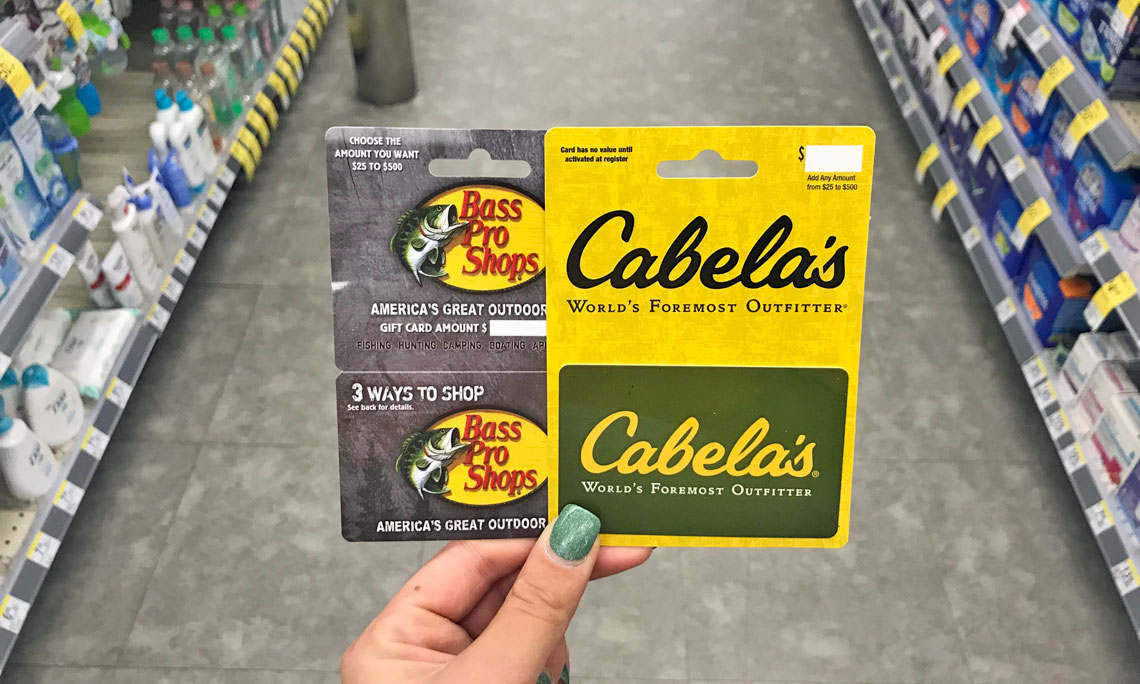 CHOOSE THE
AMOUNT YOU WANT
$25 TO $500
Bass
Pro
Shops
AMERICA'S GREAT OUTDOOR
GIFT CARD AMOUNT $
FISHING HUNTING CAMPING BOATING AP
3 WAYS TO SHOP
See back for details.
Bass
Pro
Shops
AMERICA'S GREAT OUTDOOR
Card has no value until
activated at register
$
Add Any Amount
from $25 to $500
Cabela's
WORLD'S FOREMOST OUTFITTER®
Cabela's®
WORLD'S FOREMOST OUTFITTER